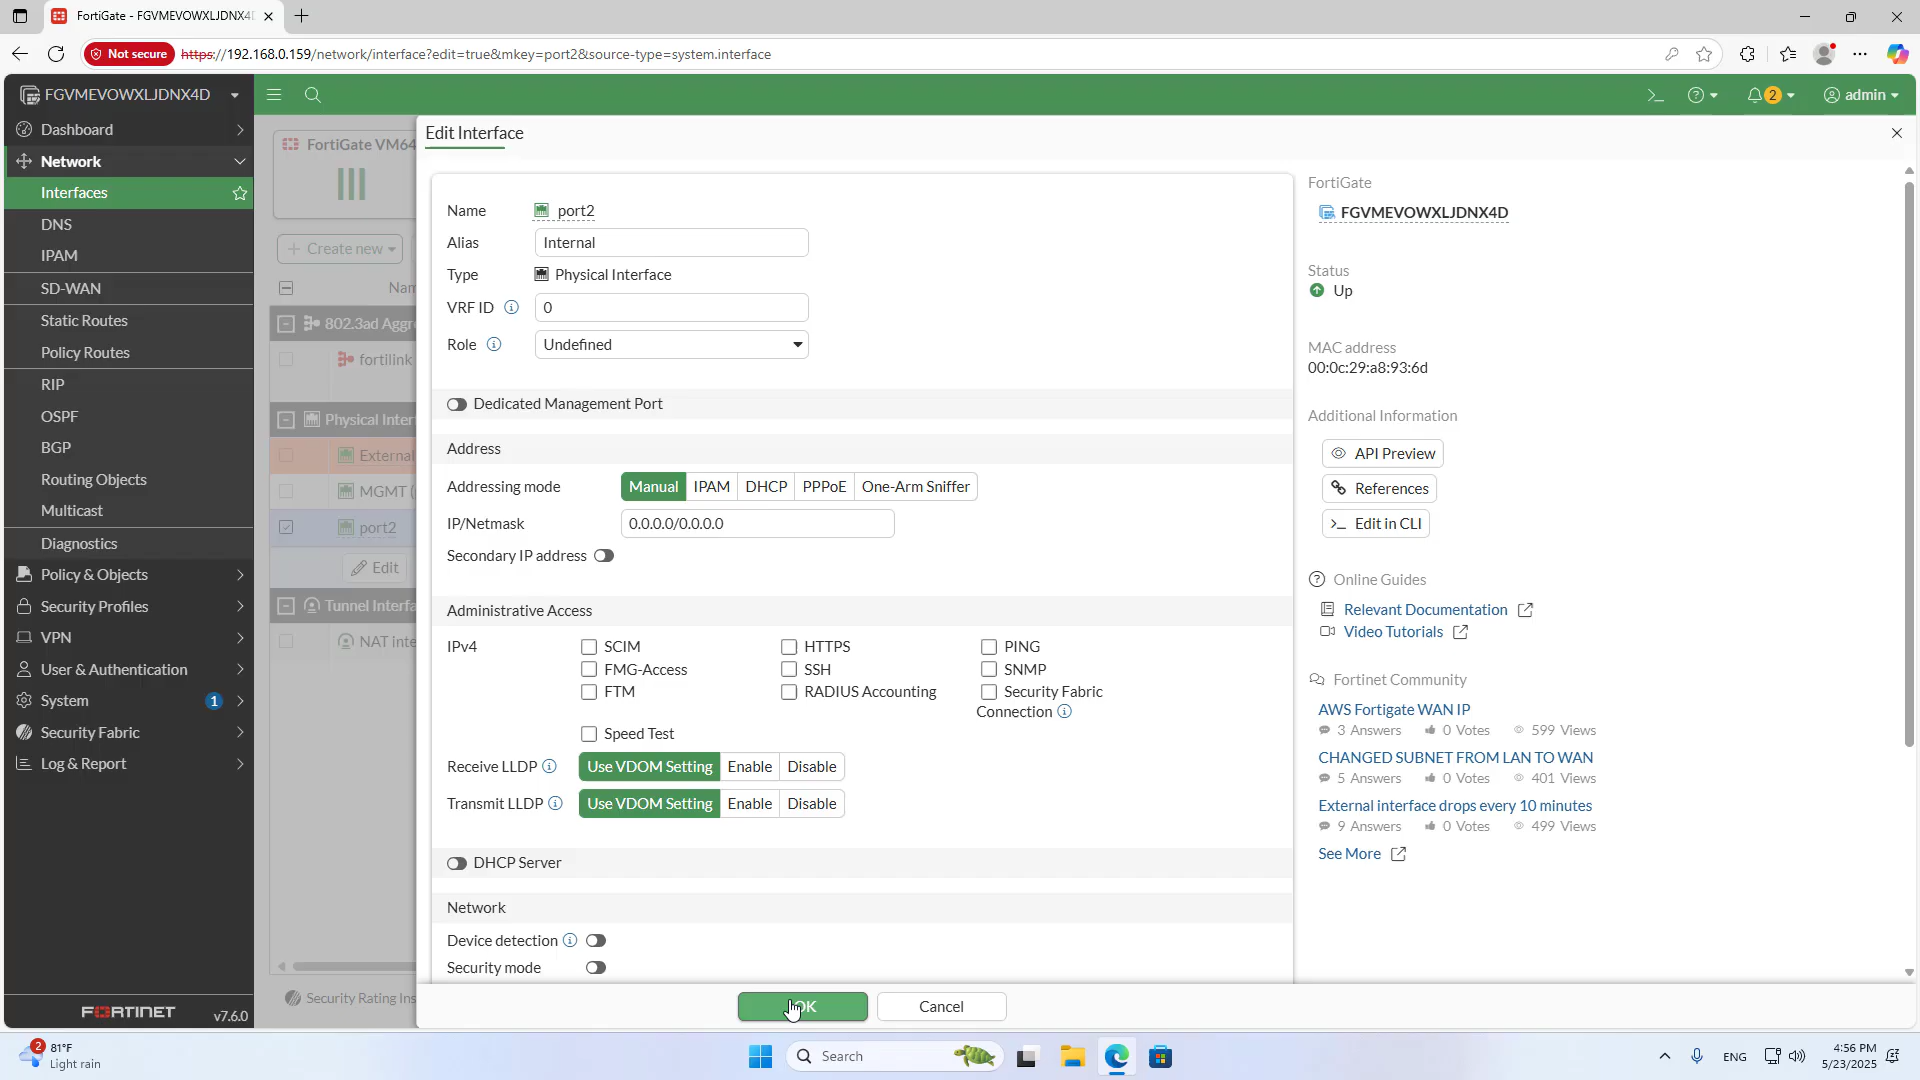 FortiGate - FGVMEVOWXLJDNX4D
Not secure
https://192.168.0.159/network/interface?edit=true&mkey=port2&source-type=system.interface
FGVMEVOWXLJDNX4D
2
admin
Dashboard
Network
Interfaces
DNS
IPAM
SD-WAN
Static Routes
Policy Routes
RIP
OSPF
BGP
Routing Objects
Multicast
Diagnostics
Policy & Objects
Security Profiles
VPN
User & Authentication
System
1
Security Fabric
Log & Report
FORTINET
v7.6.0
FortiGate VM64
Create new
802.3ad Aggre
fortilink
Physical Inter
External
MGMT (
port2
Edit
Tunnel Interfa
NAT inte
Security Rating Ins
Edit Interface
Name port2
Alias Internal
Type Physical Interface
VRF ID 0
Role Undefined
Dedicated Management Port
Address
Addressing mode Manual IPAM DHCP PPPoE One-Arm Sniffer
IP/Netmask 0.0.0.0/0.0.0.0
Secondary IP address
Administrative Access
IPv4 SCIM HTTPS PING
FMG-Access SSH SNMP
FTM RADIUS Accounting Security Fabric
Connection
Speed Test
Receive LLDP Use VDOM Setting Enable Disable
Transmit LLDP Use VDOM Setting Enable Disable
DHCP Server
Network
Device detection
Security mode
OK Cancel
FortiGate
FGVMEVOWXLJDNX4D
Status
Up
MAC address
00:0c:29:a8:93:6d
Additional Information
API Preview
References
Edit in CLI
Online Guides
Relevant Documentation
Video Tutorials
Fortinet Community
AWS Fortigate WAN IP
3 Answers 0 Votes 599 Views
CHANGED SUBNET FROM LAN TO WAN
5 Answers 0 Votes 401 Views
External interface drops every 10 minutes
9 Answers 0 Votes 499 Views
See More
2
81°F
Light rain
Search
ENG
4:56 PM
5/23/2025